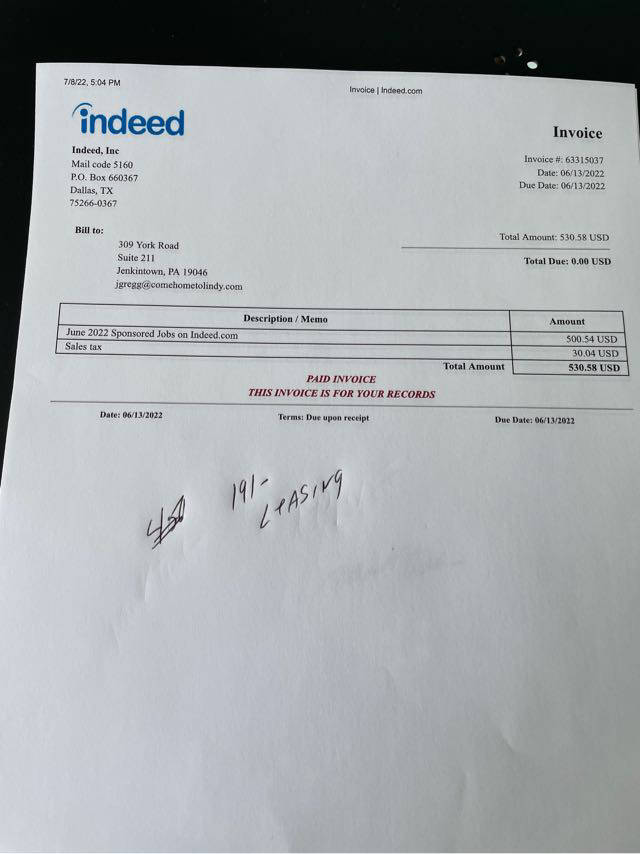 7/8/22, 5:04 PM
Invoice | Indeed.com
indeed
Invoice
Indeed, Inc
Mail code 5160
P.O. Box 660367
Dallas, TX
75266-0367
Invoice #: 63315037
Date: 06/13/2022
Due Date: 06/13/2022
Bill to:
309 York Road
Suite 211
Jenkintown, PA 19046
jgregg@comehometolindy.com
Total Amount: 530.58 USD
Total Due: 0.00 USD
Description / Memo Amount
June 2022 Sponsored Jobs on Indeed.com 500.54 USD
Sales tax 30.04 USD
Total Amount 530.58 USD
PAID INVOICE
THIS INVOICE IS FOR YOUR RECORDS
Date: 06/13/2022 Terms: Due upon receipt Due Date: 06/13/2022
191-
LEASING